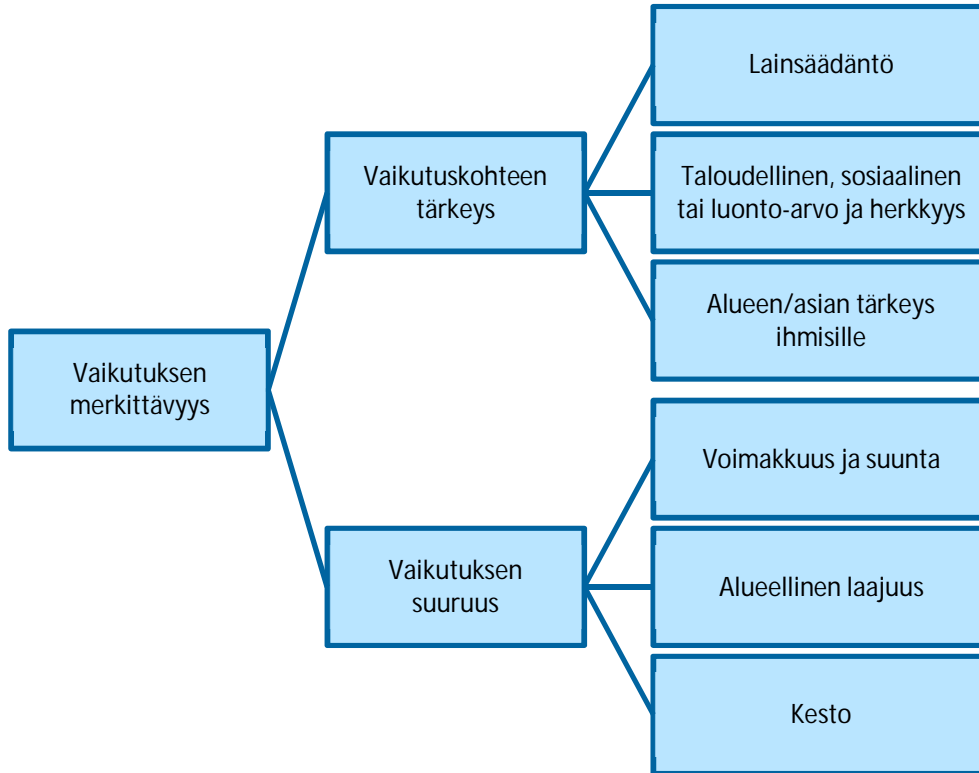 Lainsäädäntö
Vaikutuskohteen
tärkeys
Taloudellinen, sosiaalinen
tai luonto-arvo ja herkkyys
Alueen/asian tärkeys
ihmisille
Vaikutuksen
merkittävyys
Voimakkuus ja suunta
Vaikutuksen
suuruus
Alueellinen laajuus
Kesto